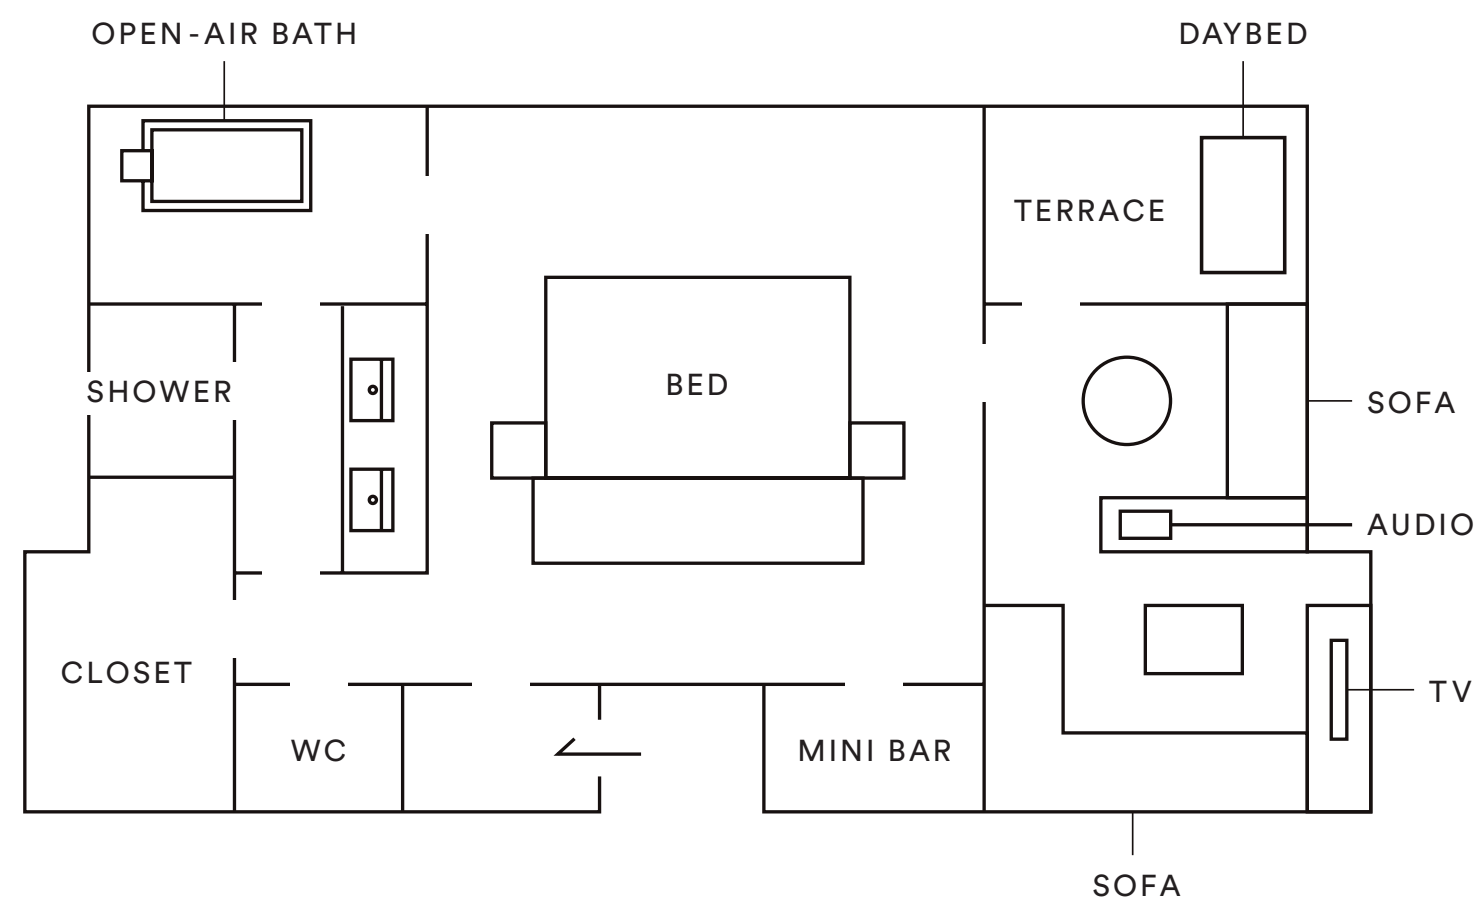 OPEN-AIR BATH
DAYBED
TERRACE
BED
SHOWER
SOFA
AUDIO
CLOSET
TV
WC
MINI BAR
SOFA